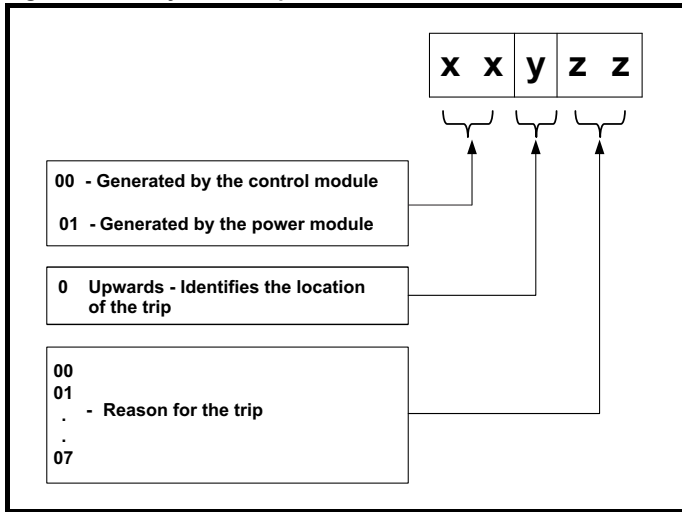 x x y z z
00 - Generated by the control module
01 - Generated by the power module
0 Upwards - Identifies the location
of the trip
00
01
.
- Reason for the trip
.
07